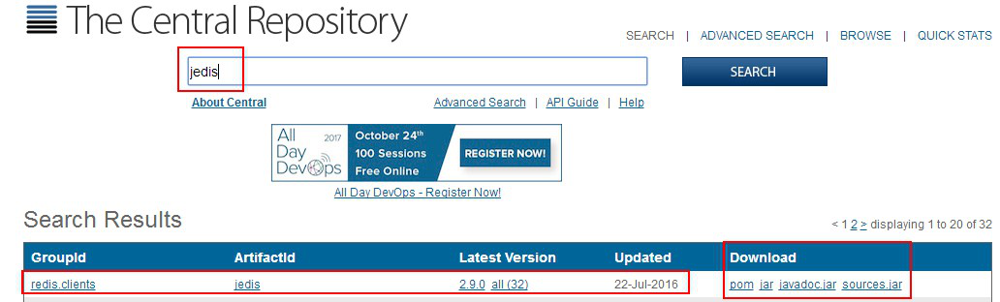 The Central Repository
SEARCH | ADVANCED SEARCH | BROWSE | QUICK STATS
jedis
SEARCH
About Central
Advanced Search | API Guide | Help
All Day DevOps 2017
October 24th
100 Sessions
Free Online
REGISTER NOW!
All Day DevOps - Register Now!
Search Results
< 1 2 > displaying 1 to 20 of 32
GroupId ArtifactId Latest Version Updated Download
redis.clients jedis 2.9.0 all (32) 22-Jul-2016 pom jar javadoc.jar sources.jar